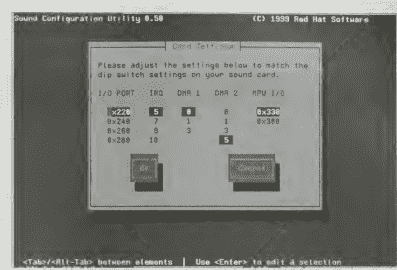 Sound Configuration Utility 0.50 (C) 1999 Red Hat Software
Card Settings
Please adjust the settings below to match the
dip switch settings on your sound card.
I/O PORT IRQ DMA 1 DMA 2 MPU I/O
0x220 5 0 0 0x330
0x240 7 1 1 0x300
0x260 9 3 3
0x280 10 5
Ok Cancel
<Tab>/<Alt-Tab> between elements | Use <Enter> to edit a selection